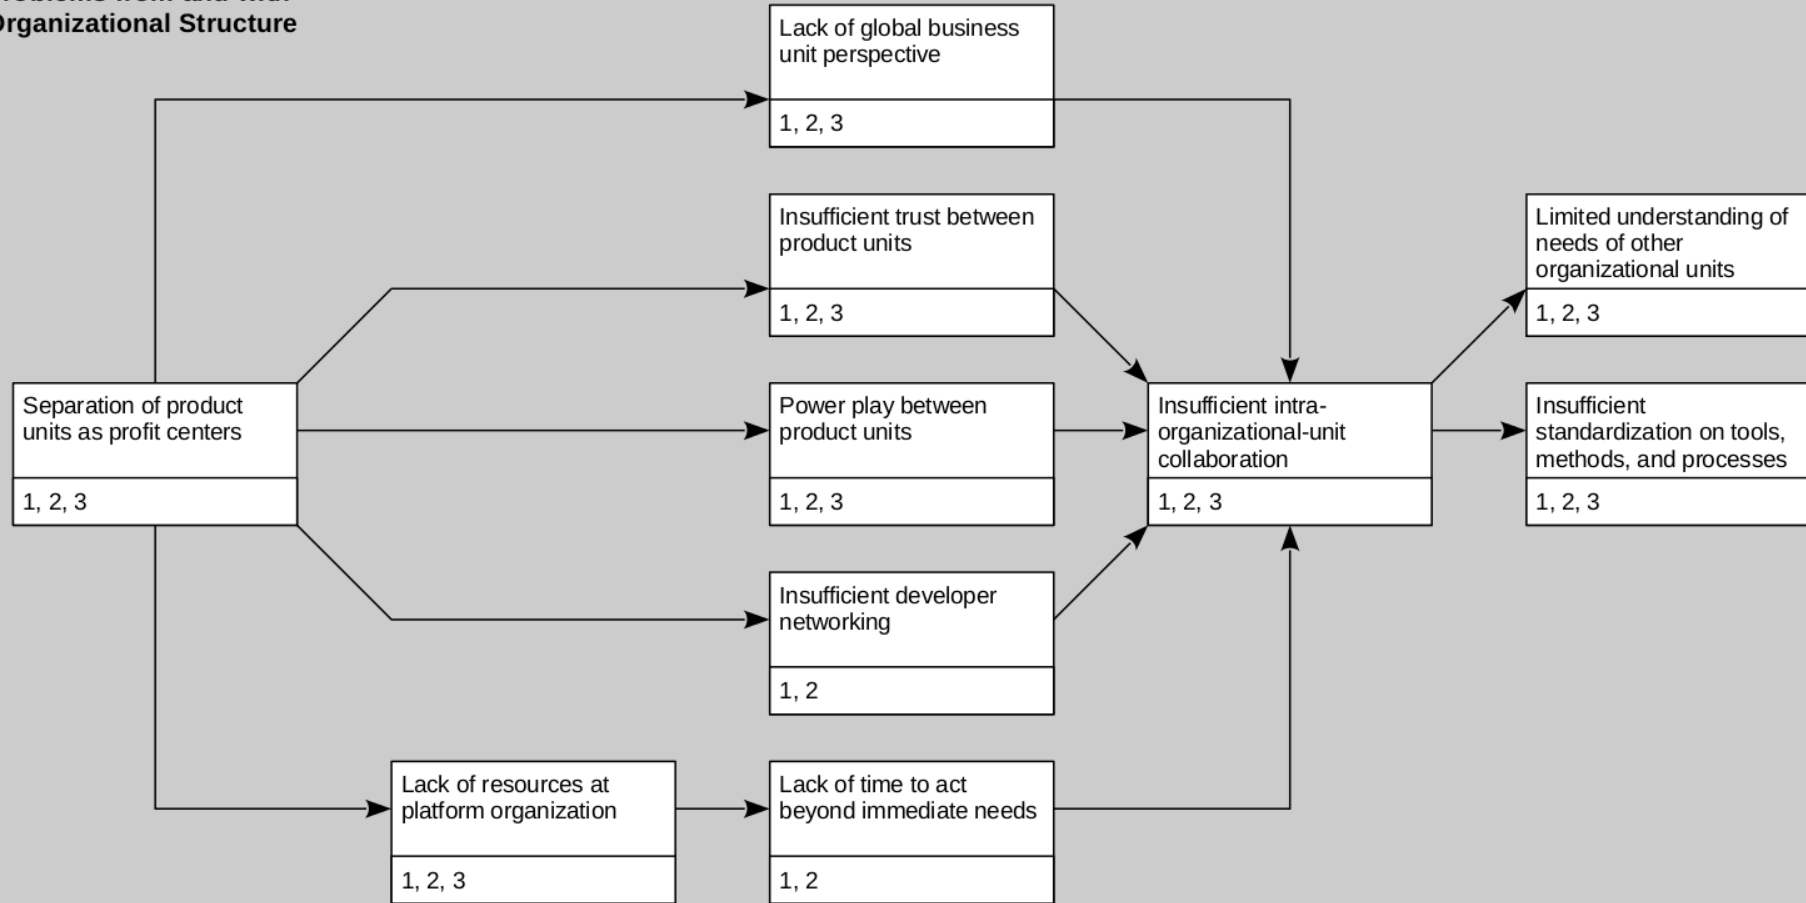 Organizational Structure
Lack of global business
unit perspective
1, 2, 3
Insufficient trust between
product units
1, 2, 3
Limited understanding of
needs of other
organizational units
1, 2, 3
Separation of product
units as profit centers
1, 2, 3
Power play between
product units
1, 2, 3
Insufficient intra-
organizational-unit
collaboration
1, 2, 3
Insufficient
standardization on tools,
methods, and processes
1, 2, 3
Insufficient developer
networking
1, 2
Lack of resources at
platform organization
1, 2, 3
Lack of time to act
beyond immediate needs
1, 2